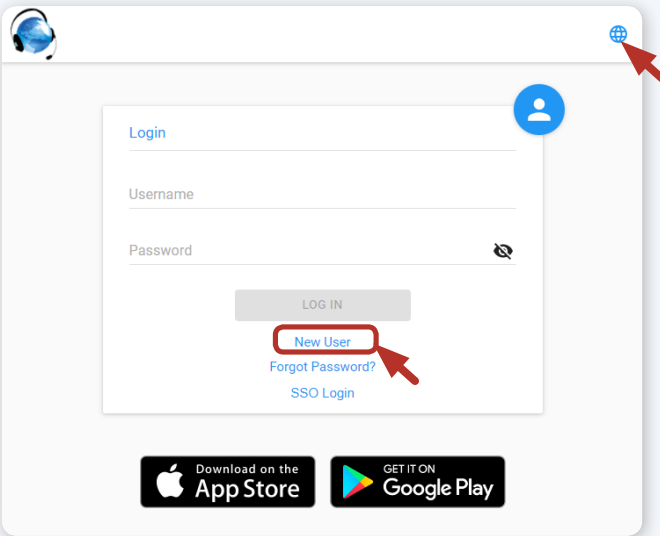 Login
Username
Password
LOG IN
New User
Forgot Password?
SSO Login
Download on the
App Store
GET IT ON
Google Play